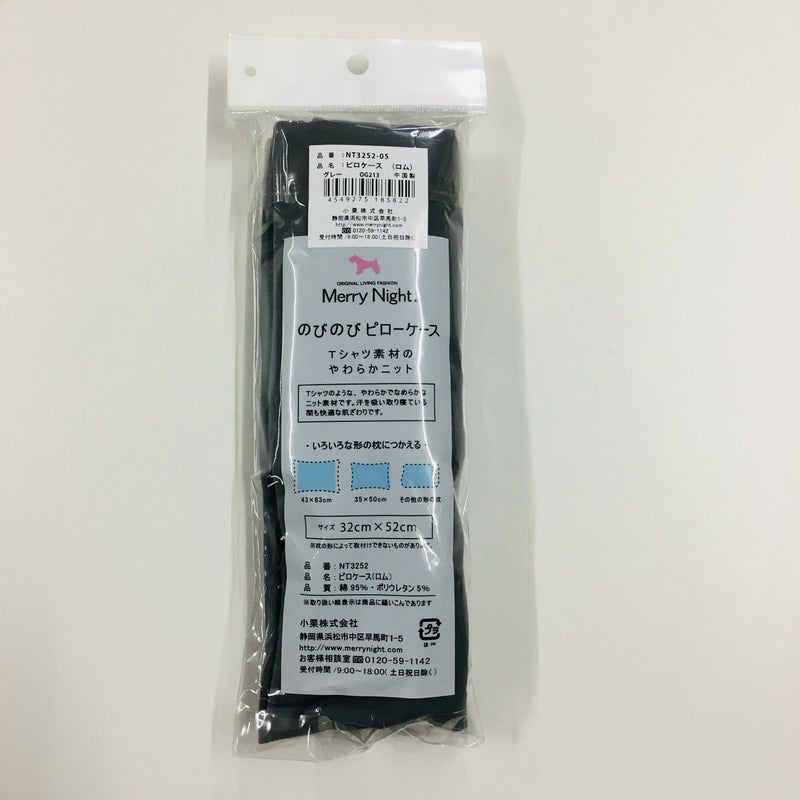 品 番 : NT3252-05
品 名 : ピロケース (ロム)
グレー OG213 中国製
4549275 185822
小栗株式会社
静岡県浜松市中区早馬町1-5
http://www.merrynight.com
0120-59-1142
受付時間/9:00～18:00(土日祝日除く)
ORIGINAL LIVING FASHION
Merry Night.
のびのびピローケース
Tシャツ素材の
やわらかニット
Tシャツのような、やわらかでなめらかな
ニット素材です。汗を吸い取り寝ている
間も快適な肌ざわりです。
・いろいろな形の枕につかえる・
43×63cm 35×50cm その他の形の枕
サイズ 32cm×52cm
※枕の形によって取付けできないものがあります。
品 番 : NT3252
品 名 : ピロケース(ロム)
品 質 : 綿95%・ポリウレタン5%
※取り扱い絵表示は商品に縫いこんであります
小栗株式会社
静岡県浜松市中区早馬町1-5
http://www.merrynight.com
お客様相談室 0120-59-1142
受付時間/9:00～18:00(土日祝日除く)
プラ